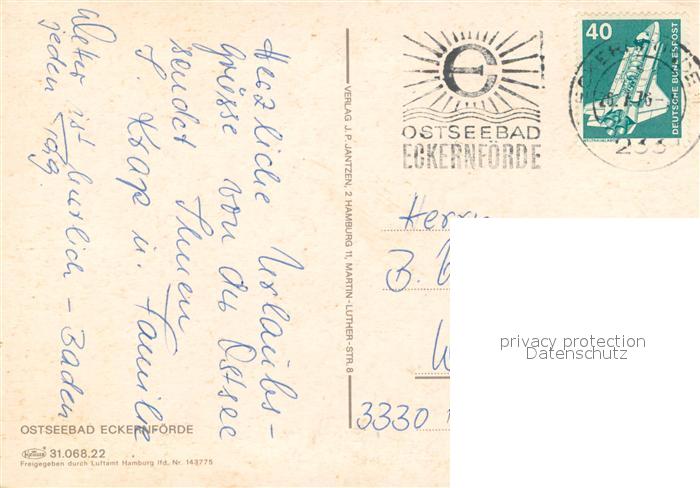 Herzliche Urlaubs-
Grüsse von der Ostsee
sendet Ihnen
J. Krap u. Familie
Wetter ist herrlich – Baden
jeden Tag.
OSTSEEBAD ECKERNFÖRDE
31.068.22
Freigegeben durch Luftamt Hamburg lfd. Nr. 143775
VERLAG J. P. JANTZEN, 2 HAMBURG 11, MARTIN-LUTHER-STR. 8
OSTSEEBAD
ECKERNFÖRDE
40
DEUTSCHE BUNDESPOST
Herrn
3330
privacy protection
Datenschutz